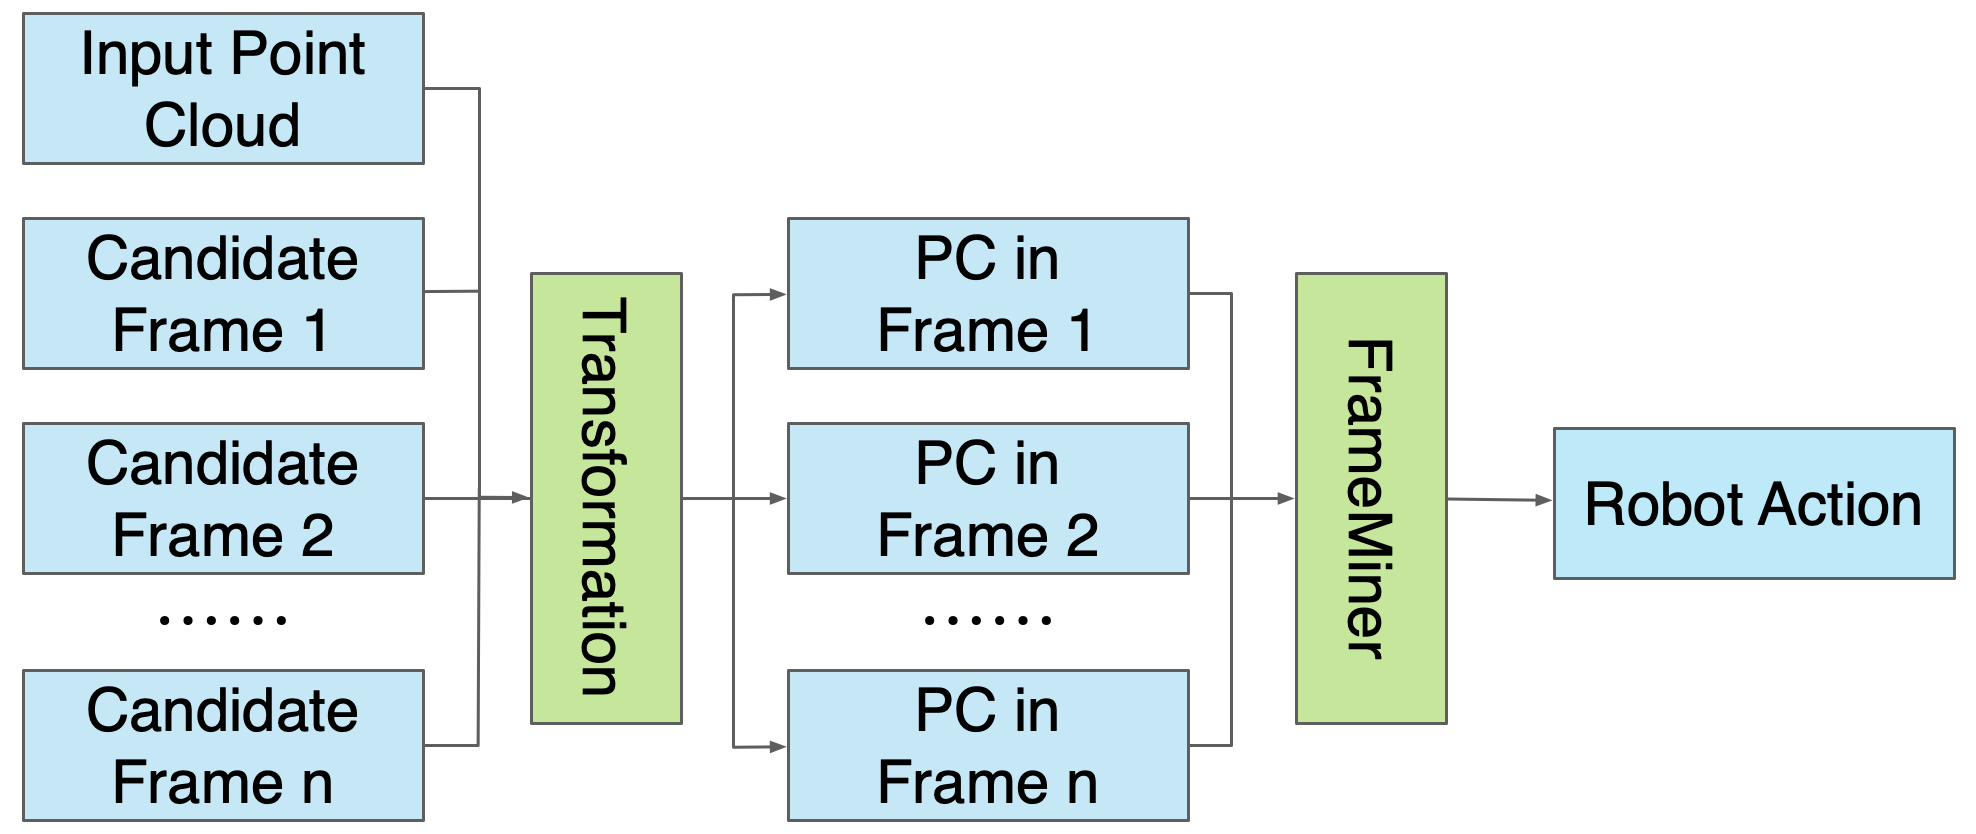 Input Point
Cloud
Candidate
Frame 1
Candidate
Frame 2
......
Candidate
Frame n
Transformation
PC in
Frame 1
PC in
Frame 2
......
PC in
Frame n
FrameMiner
Robot Action